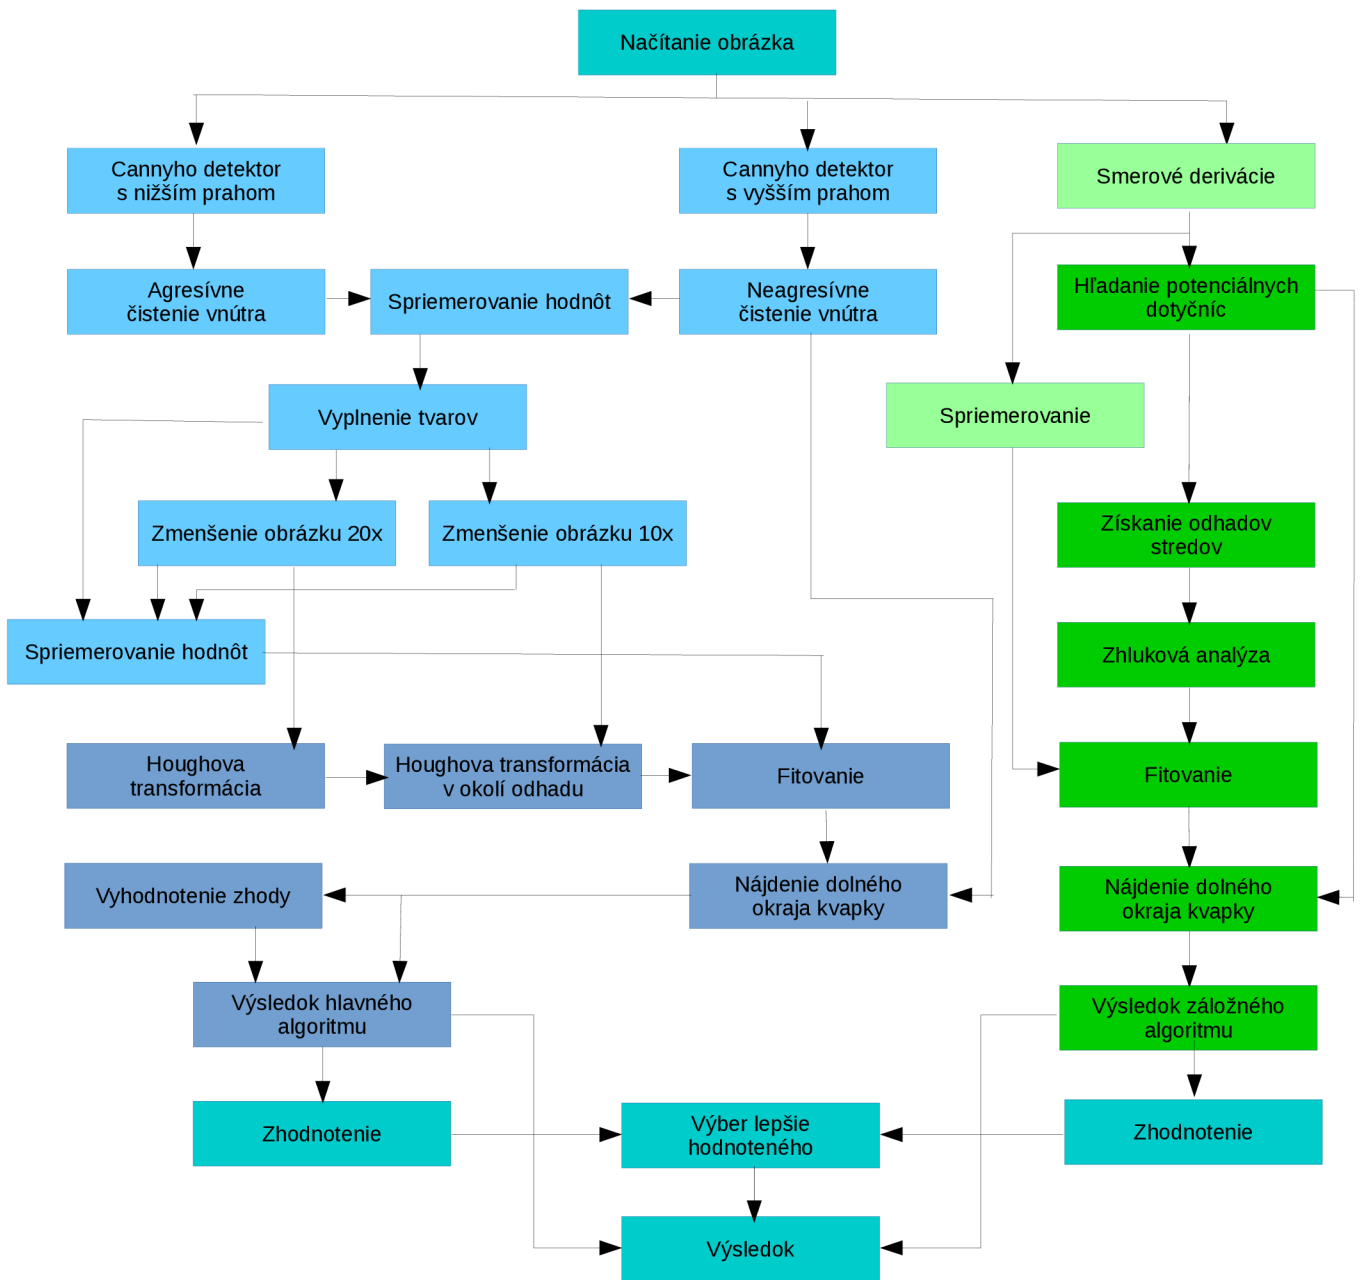 Načítanie obrázka
Cannyho detektor
s nižším prahom
Cannyho detektor
s vyšším prahom
Smerové derivácie
Agresívne
čistenie vnútra
Spriemerovanie hodnôt
Neagresívne
čistenie vnútra
Hľadanie potenciálnych
dotyčníc
Vyplnenie tvarov
Spriemerovanie
Zmenšenie obrázku 20x
Zmenšenie obrázku 10x
Získanie odhadov
stredov
Spriemerovanie hodnôt
Zhluková analýza
Houghova
transformácia
Houghova transformácia
v okolí odhadu
Fitovanie
Fitovanie
Vyhodnotenie zhody
Nájdenie dolného
okraja kvapky
Nájdenie dolného
okraja kvapky
Výsledok hlavného
algoritmu
Výsledok záložného
algoritmu
Zhodnotenie
Výber lepšie
hodnoteného
Zhodnotenie
Výsledok